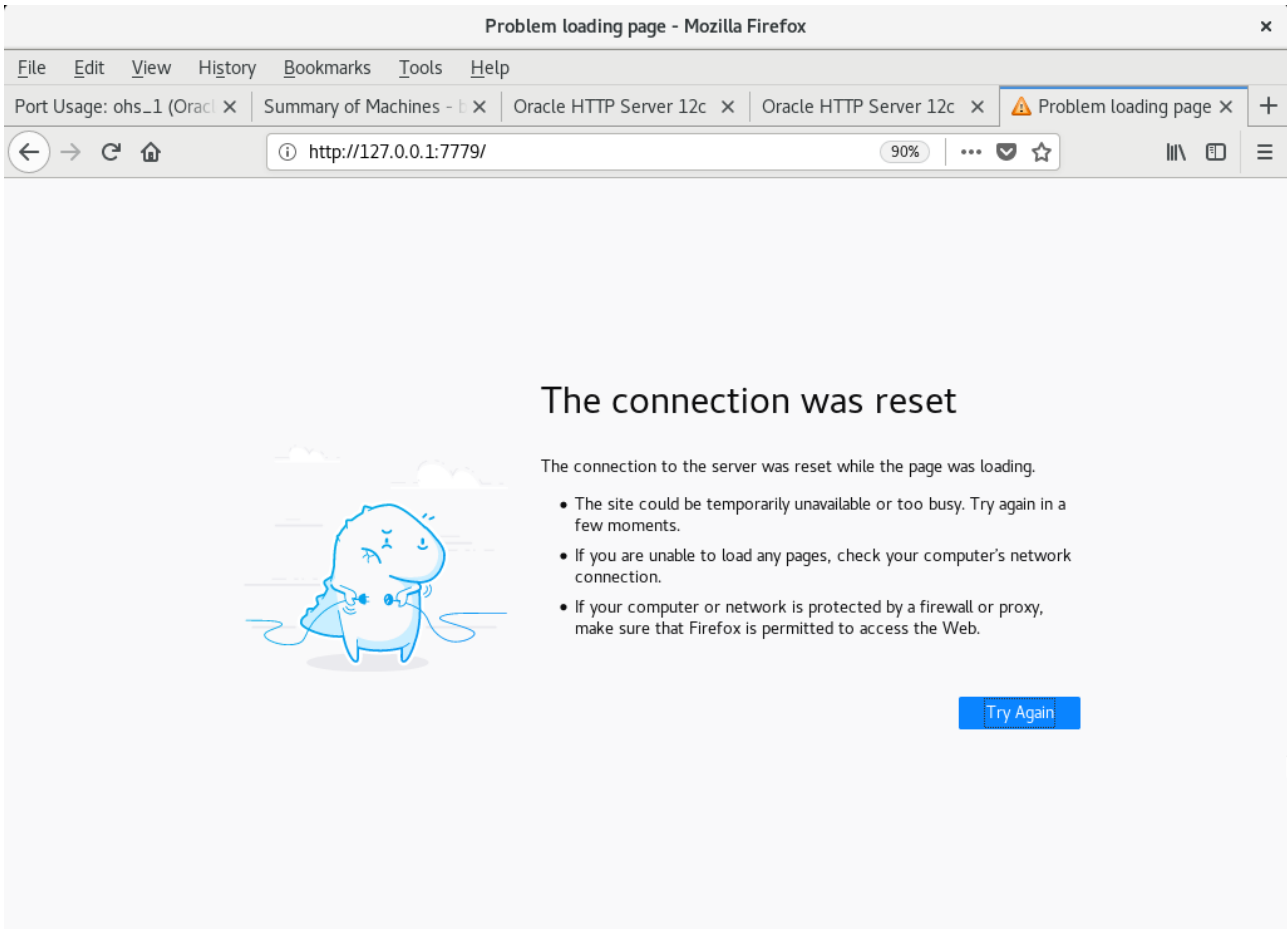 Problem loading page - Mozilla Firefox
File Edit View History Bookmarks Tools Help
Port Usage: ohs_1 (Oracl Summary of Machines - b Oracle HTTP Server 12c Oracle HTTP Server 12c Problem loading page
http://127.0.0.1:7779/ 90%
The connection was reset
The connection to the server was reset while the page was loading.
The site could be temporarily unavailable or too busy. Try again in a
few moments.
If you are unable to load any pages, check your computer's network
connection.
If your computer or network is protected by a firewall or proxy,
make sure that Firefox is permitted to access the Web.
Try Again